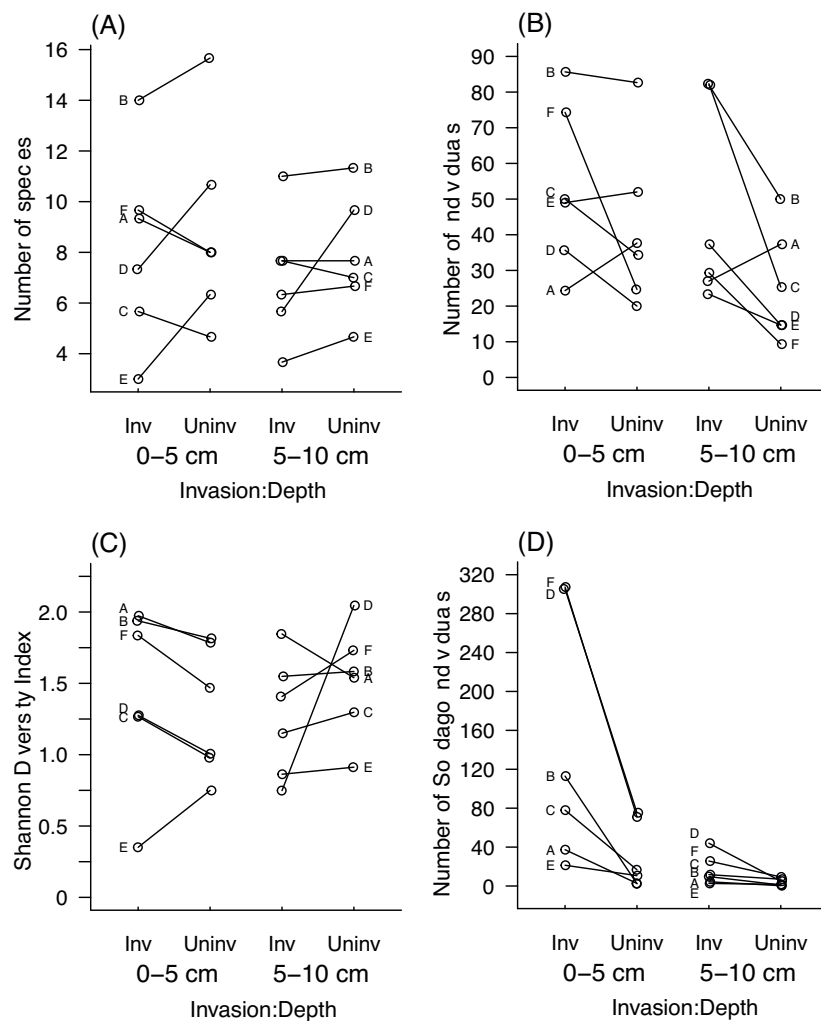 (A)
Number of spec es
16
14
12
10
8
6
4
B
F
A
D
C
E
B
D
A
C
F
E
Inv Uninv Inv Uninv
0–5 cm 5–10 cm
Invasion:Depth
(B)
Number of nd v dua s
90
80
70
60
50
40
30
20
10
0
B
F
C
E
D
A
B
A
C
D
E
F
Inv Uninv Inv Uninv
0–5 cm 5–10 cm
Invasion:Depth
(C)
Shannon D vers ty Index
2.0
1.5
1.0
0.5
0
A
B
F
D
C
E
D
F
B
A
C
E
Inv Uninv Inv Uninv
0–5 cm 5–10 cm
Invasion:Depth
(D)
Number of So dago nd v dua s
320
280
240
200
160
120
80
40
0
F
D
B
C
A
E
D
F
C
B
A
E
Inv Uninv Inv Uninv
0–5 cm 5–10 cm
Invasion:Depth